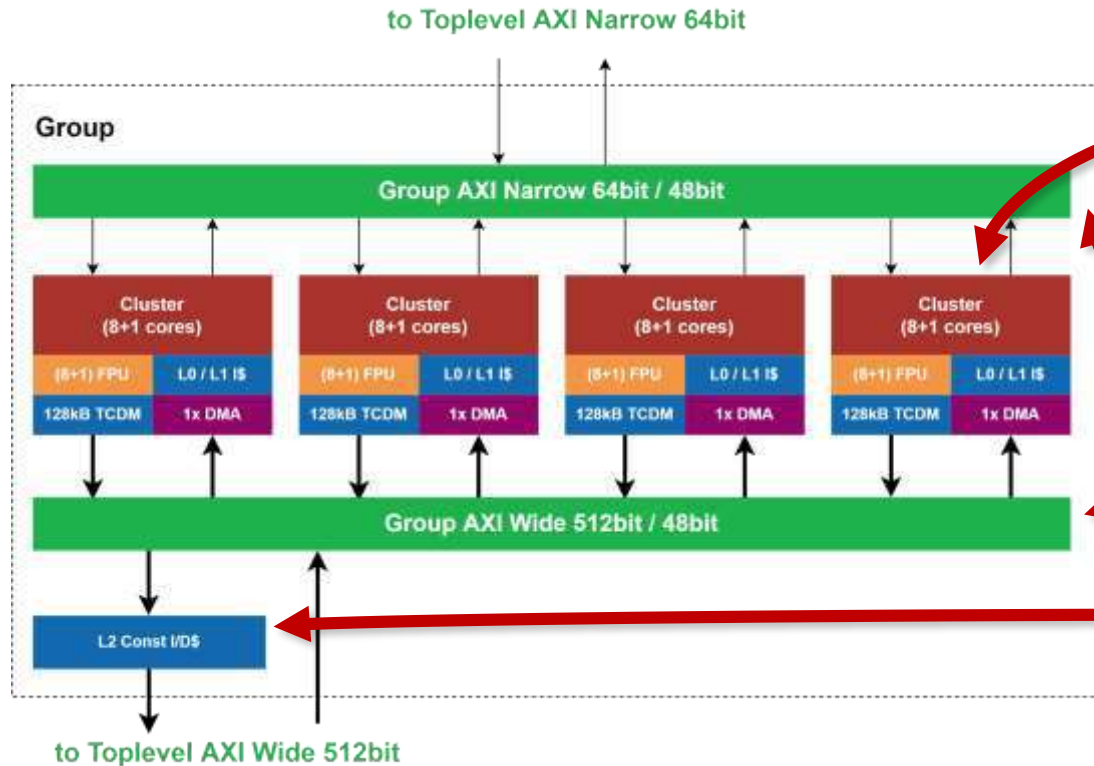 to Toplevel AXI Narrow 64bit
Group
Group AXI Narrow 64bit / 48bit
Cluster
(8+1 cores)
(8+1) FPU
L0 / L1 I$
128kB TCDM
1x DMA
Cluster
(8+1 cores)
(8+1) FPU
L0 / L1 I$
128kB TCDM
1x DMA
Cluster
(8+1 cores)
(8+1) FPU
L0 / L1 I$
128kB TCDM
1x DMA
Cluster
(8+1 cores)
(8+1) FPU
L0 / L1 I$
128kB TCDM
1x DMA
Group AXI Wide 512bit / 48bit
L2 Const I/D$
to Toplevel AXI Wide 512bit